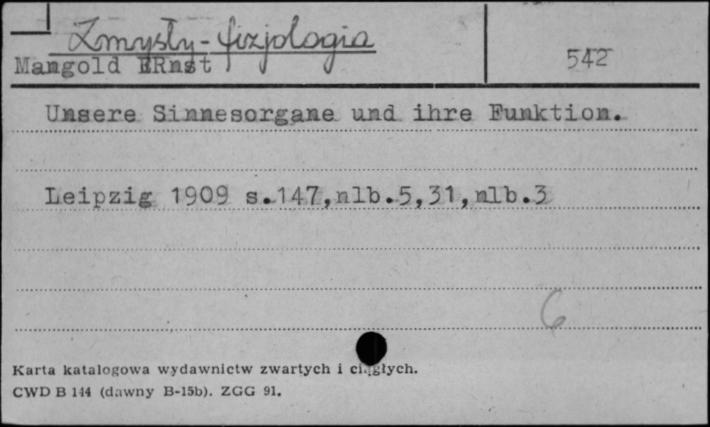 Zmysły - fizjologia
Mangold ERnst
542
Unsere Sinnesorgane und ihre Funktion.
Leipzig 1909 s.147,nlb.5,31,nlb.3
6
Karta katalogowa wydawnictw zwartych i ciągłych.
CWD B 144 (dawny B-15b). ZGG 91.